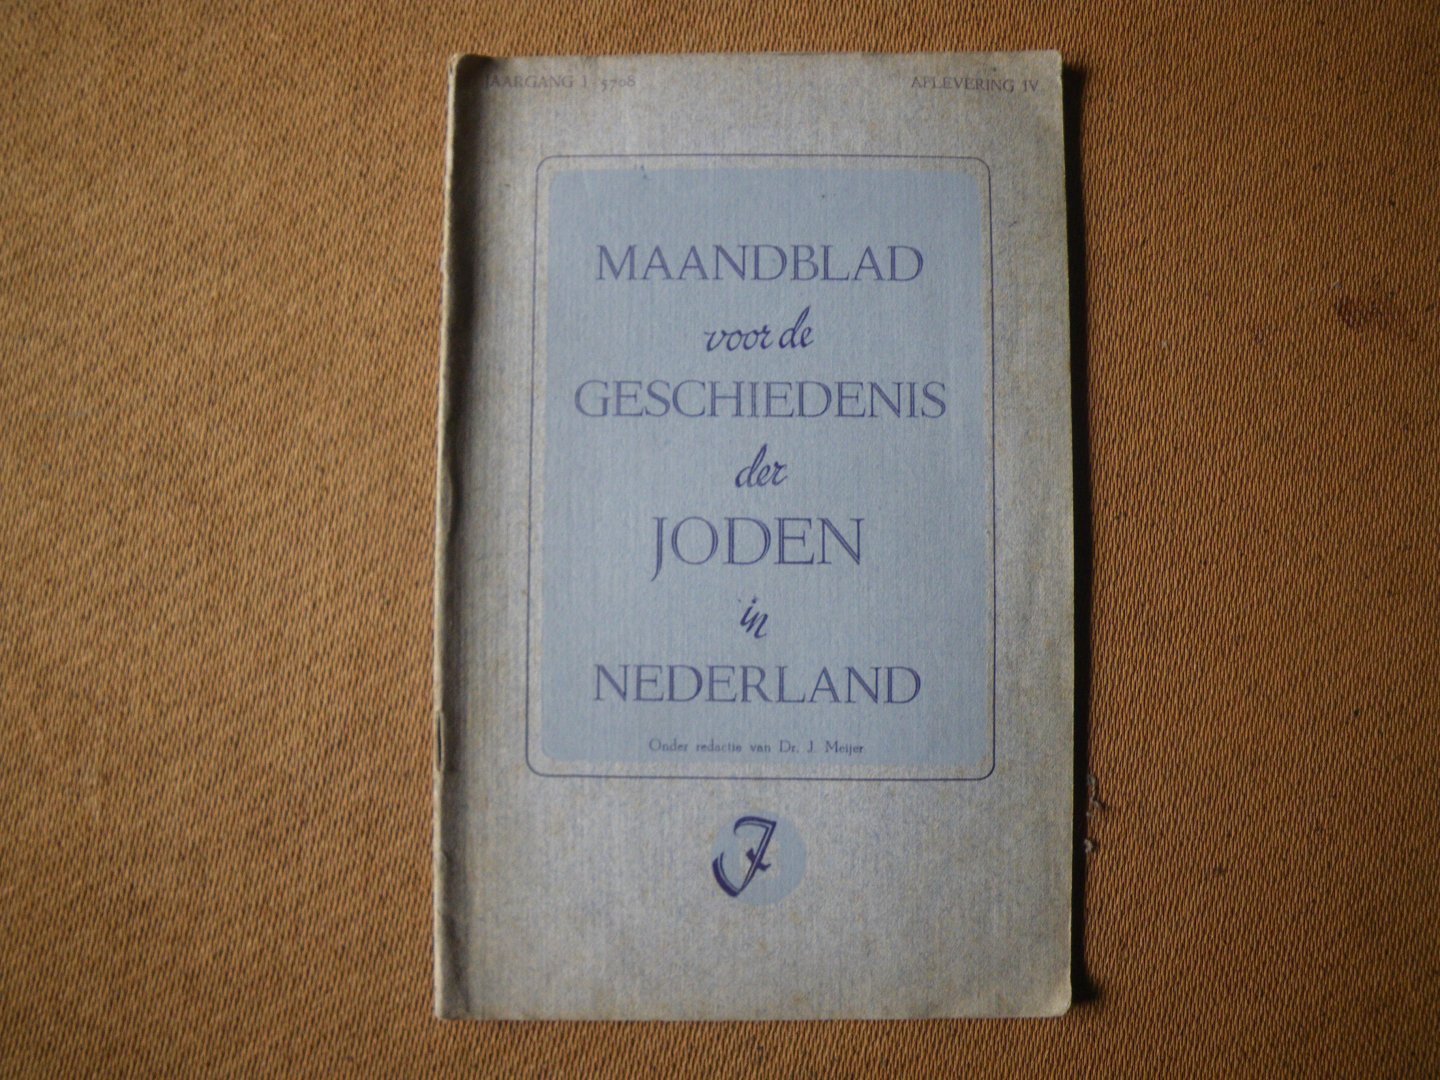 JAARGANG I 5708
AFLEVERING IV
MAANDBLAD
voor de
GESCHIEDENIS
der
JODEN
in
NEDERLAND
Onder redactie van Dr. J. Meijer